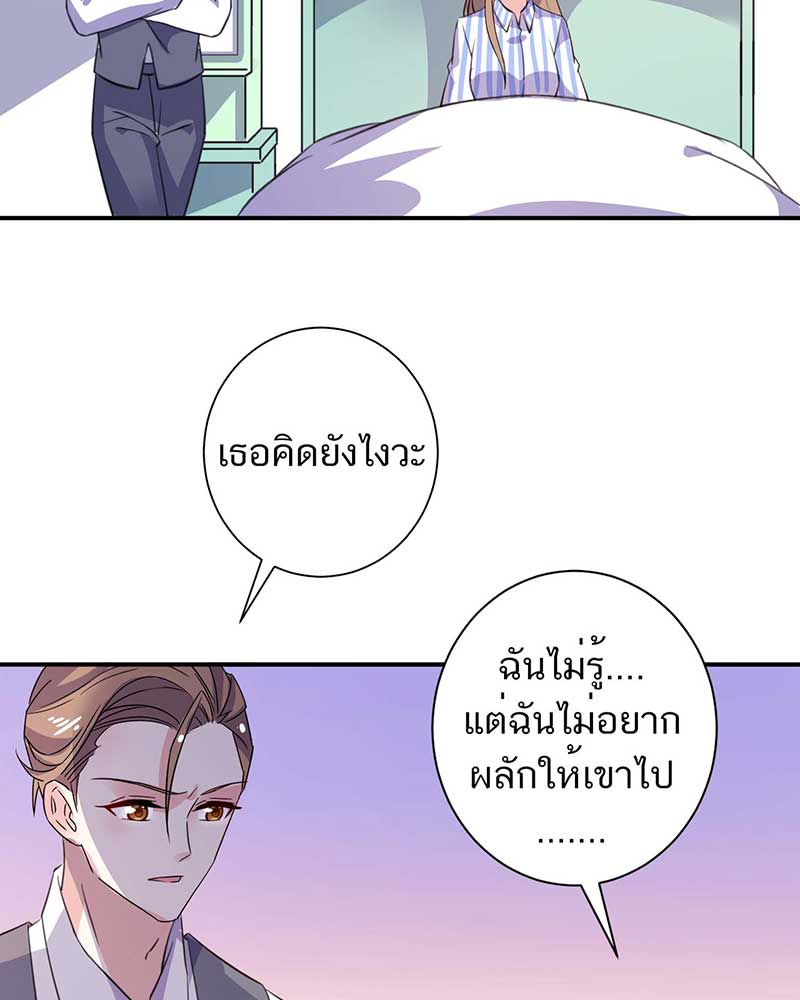 เธอคิดยังไงวะ
ฉันไม่รู้....
แต่ฉันไม่อยาก
ผลักให้เขาไป
.......